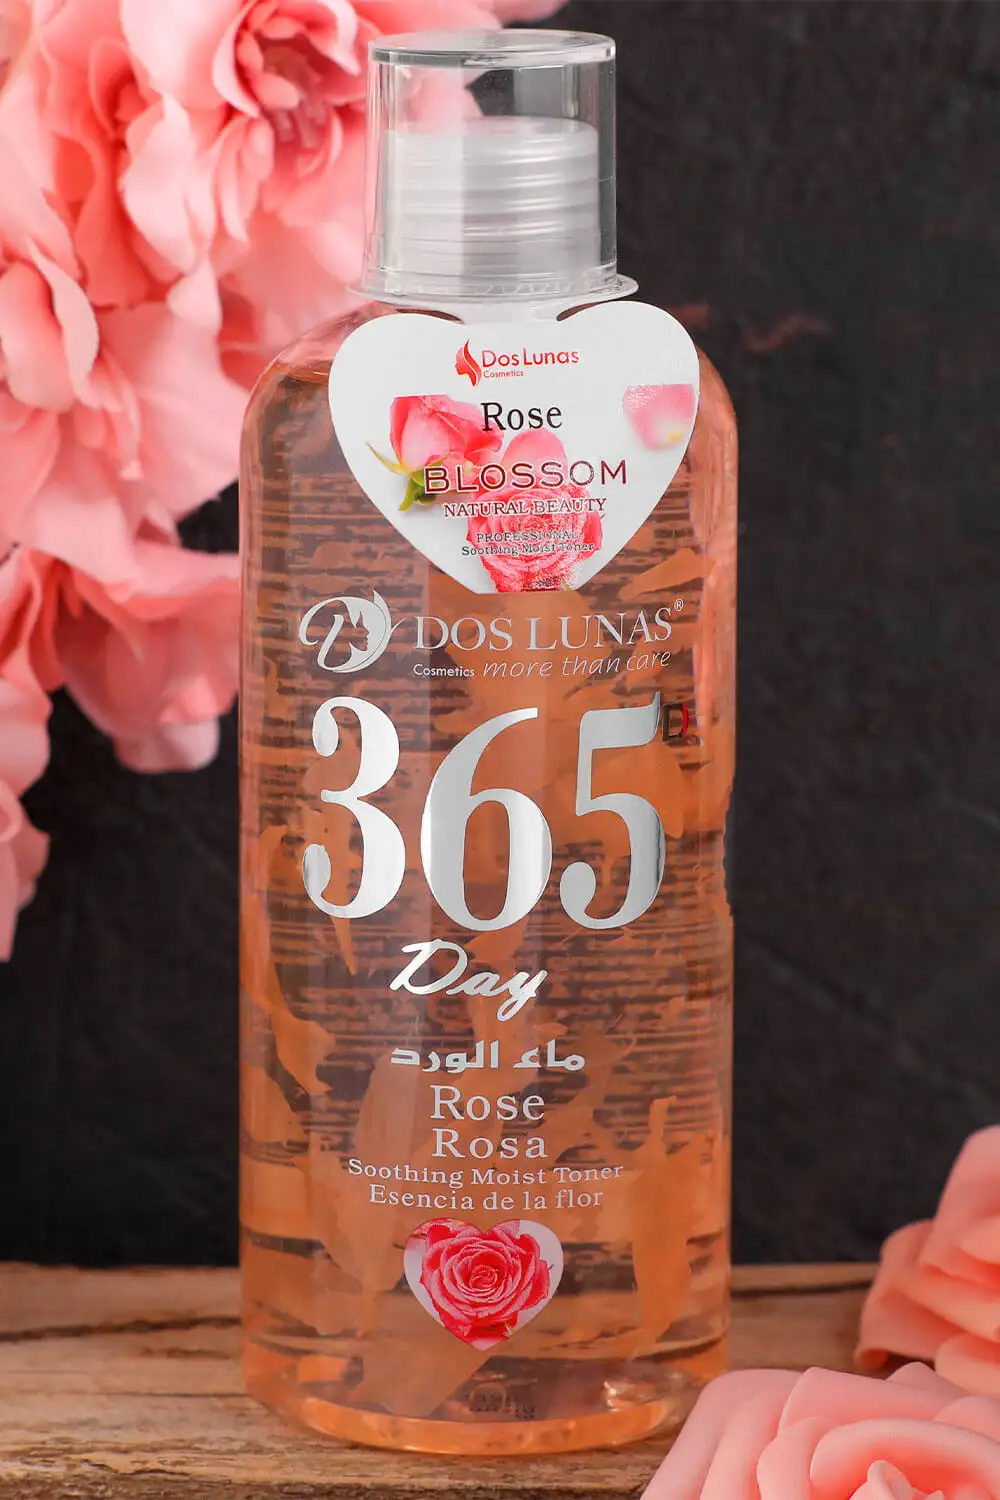 Dos Lunas
Cosmetics
Rose
BLOSSOM
NATURAL BEAUTY
PROFESSIONAL
Soothing Moist Toner
DOS LUNAS®
Cosmetics more than care
365
Day
ماء الورد
Rose
Rosa
Soothing Moist Toner
Esencia de la flor